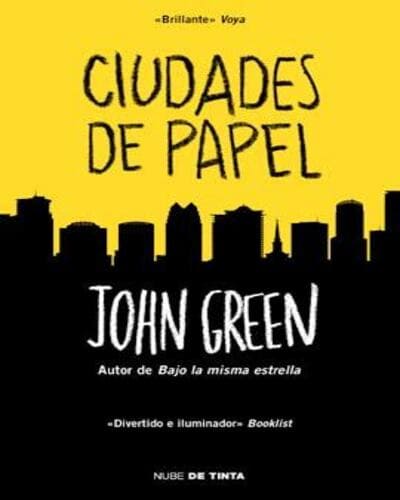 «Brillante» Voya
CIUDADES
DE PAPEL
JOHN GREEN
Autor de Bajo la misma estrella
«Divertido e iluminador» Booklist
NUBE DE TINTA